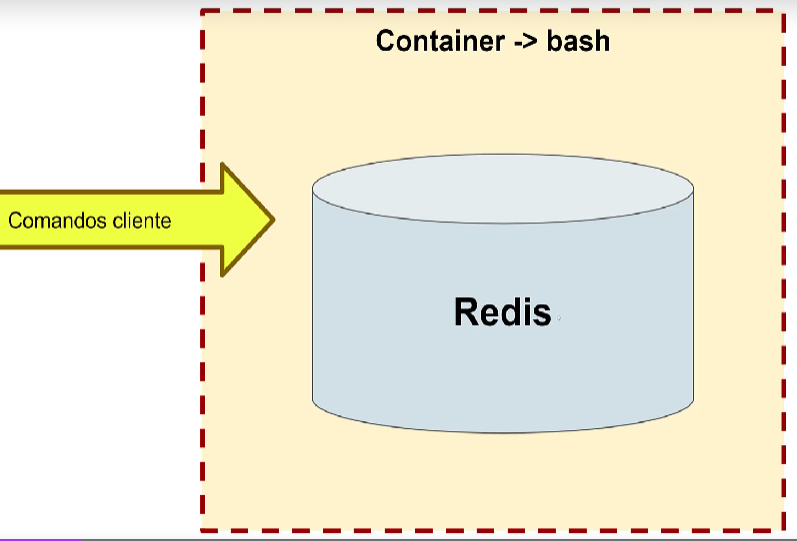 Container -> bash
Comandos cliente
Redis